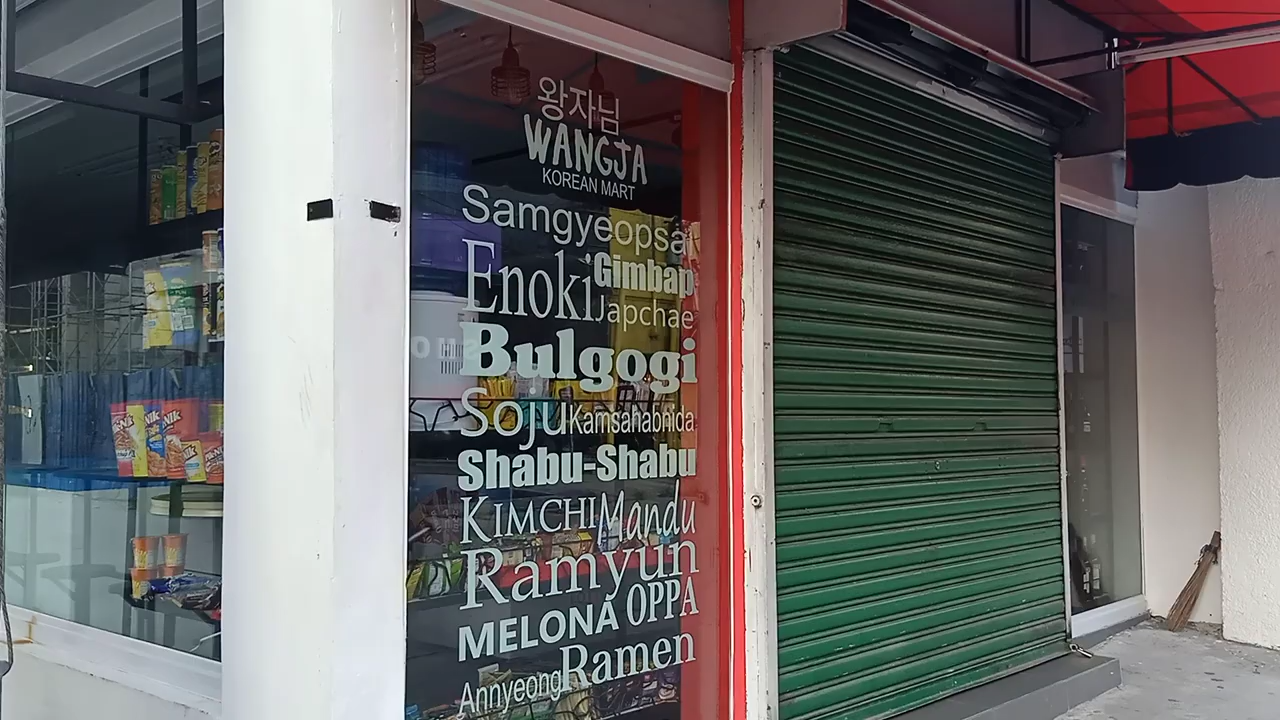 왕자님
WANGJA
KOREAN MART
Samgyeopsa
Enoki Gimbap
Japchae
Bulgogi
Soju Kamsahabnida
Shabu-Shabu
KIMCHI Mandu
Ramyun
MELONA OPPA
Annyeong Ramen